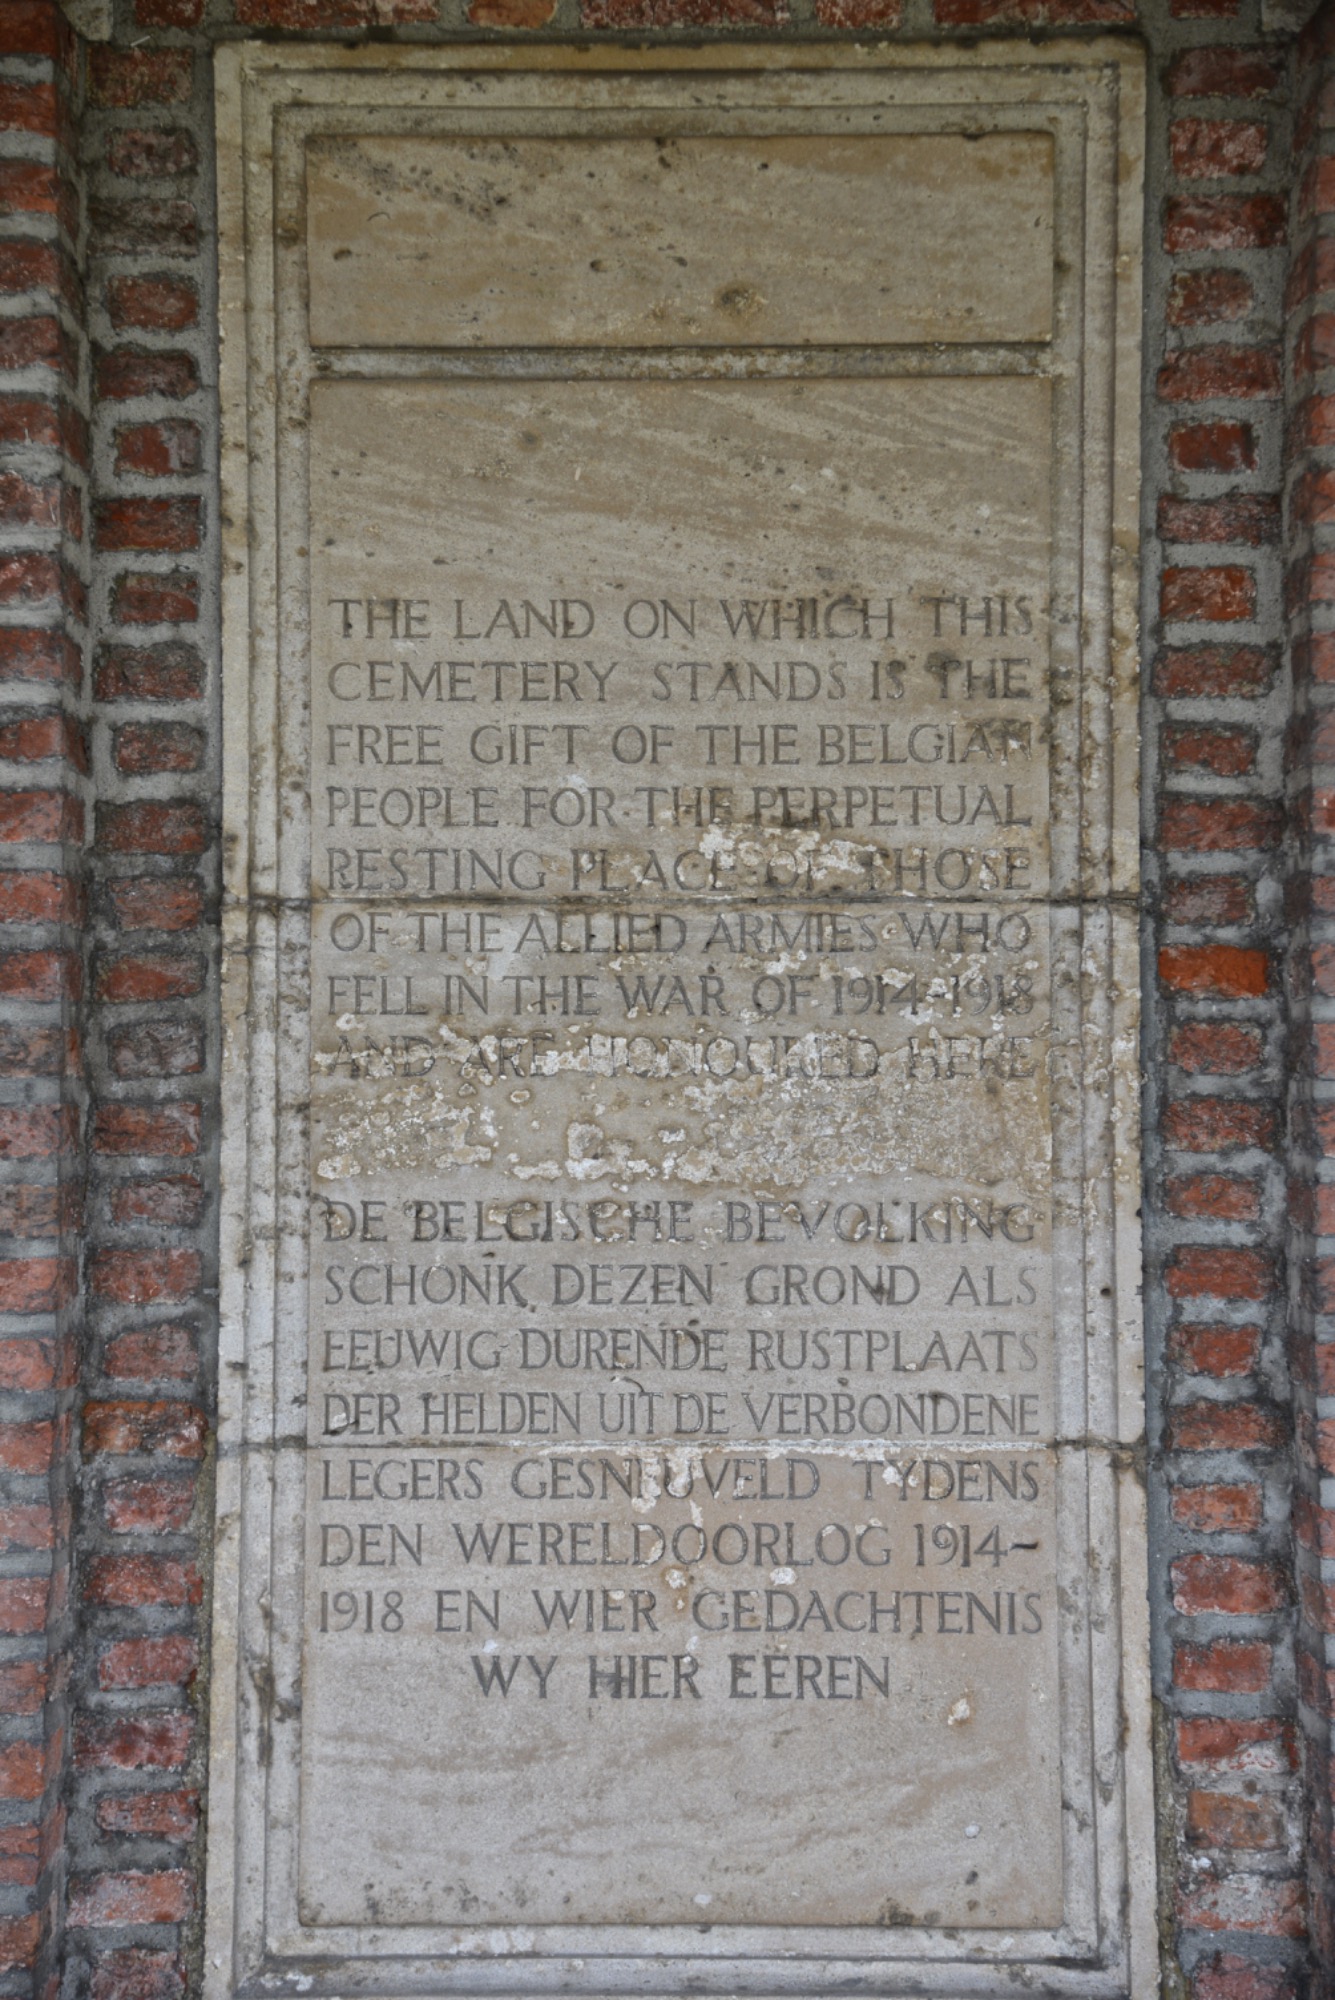 THE LAND ON WHICH THIS
CEMETERY STANDS IS THE
FREE GIFT OF THE BELGIAN
PEOPLE FOR THE PERPETUAL
RESTING PLACE OF THOSE
OF THE ALLIED ARMIES WHO
FELL IN THE WAR OF 1914-1918
AND ARE HONOURED HERE
DE BELGISCHE BEVOLKING
SCHONK DEZEN GROND ALS
EEUWIG DURENDE RUSTPLAATS
DER HELDEN UIT DE VERBONDENE
LEGERS GESNEUVELD TYDENS
DEN WERELDOORLOG 1914-
1918 EN WIER GEDACHTENIS
WY HIER EEREN